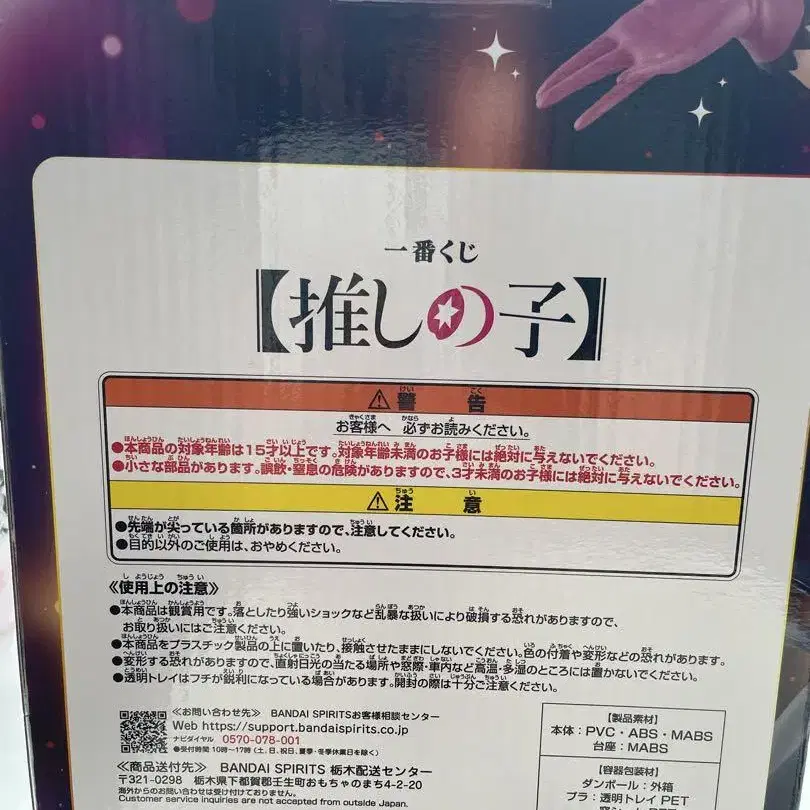 一番くじ
【推しの子】
⚠警告
お客様へ 必ずお読みください。
●本商品の対象年齢は15才以上です。対象年齢未満のお子様には絶対に与えないでください。
●小さな部品があります。誤飲・窒息の危険がありますので、3才未満のお子様には絶対に与えないでください。
⚠注意
●先端が尖っている箇所がありますので、注意してください。
●目的以外のご使用は、おやめください。
《使用上の注意》
●本商品は観賞用です。落としたり強いショックなど乱暴な扱いにより破損する恐れがありますので、
お取り扱いにはご注意ください。
●本商品をプラスチック製品の上に置いたり、接触させたままにしないでください。色の付着や変形などの恐れがあります。
●変形する恐れがありますので、直射日光の当たる場所や窓際・車内など高温・多湿のところには置かないでください。
●透明トレイはフチが鋭利になっている場合があります。開封の際は十分ご注意ください。
≪お問い合わせ先≫ BANDAI SPIRITSお客様相談センター
Web https://support.bandaispirits.co.jp
ナビダイヤル 0570-078-001
●受付時間 10時～17時(土、日、祝日、夏季・冬季休業日を除く)
≪商品送付先≫ BANDAI SPIRITS 栃木配送センター
〒321-0298 栃木県下都賀郡壬生町おもちゃのまち4-2-20
海外からのお問い合わせは受け付けておりません。
Customer service inquiries are not accepted from outside Japan.
【製品素材】
本体：PVC・ABS・MABS
台座：MABS
【容器包装材】
ダンボール：外箱
プラ：透明トレイ PET